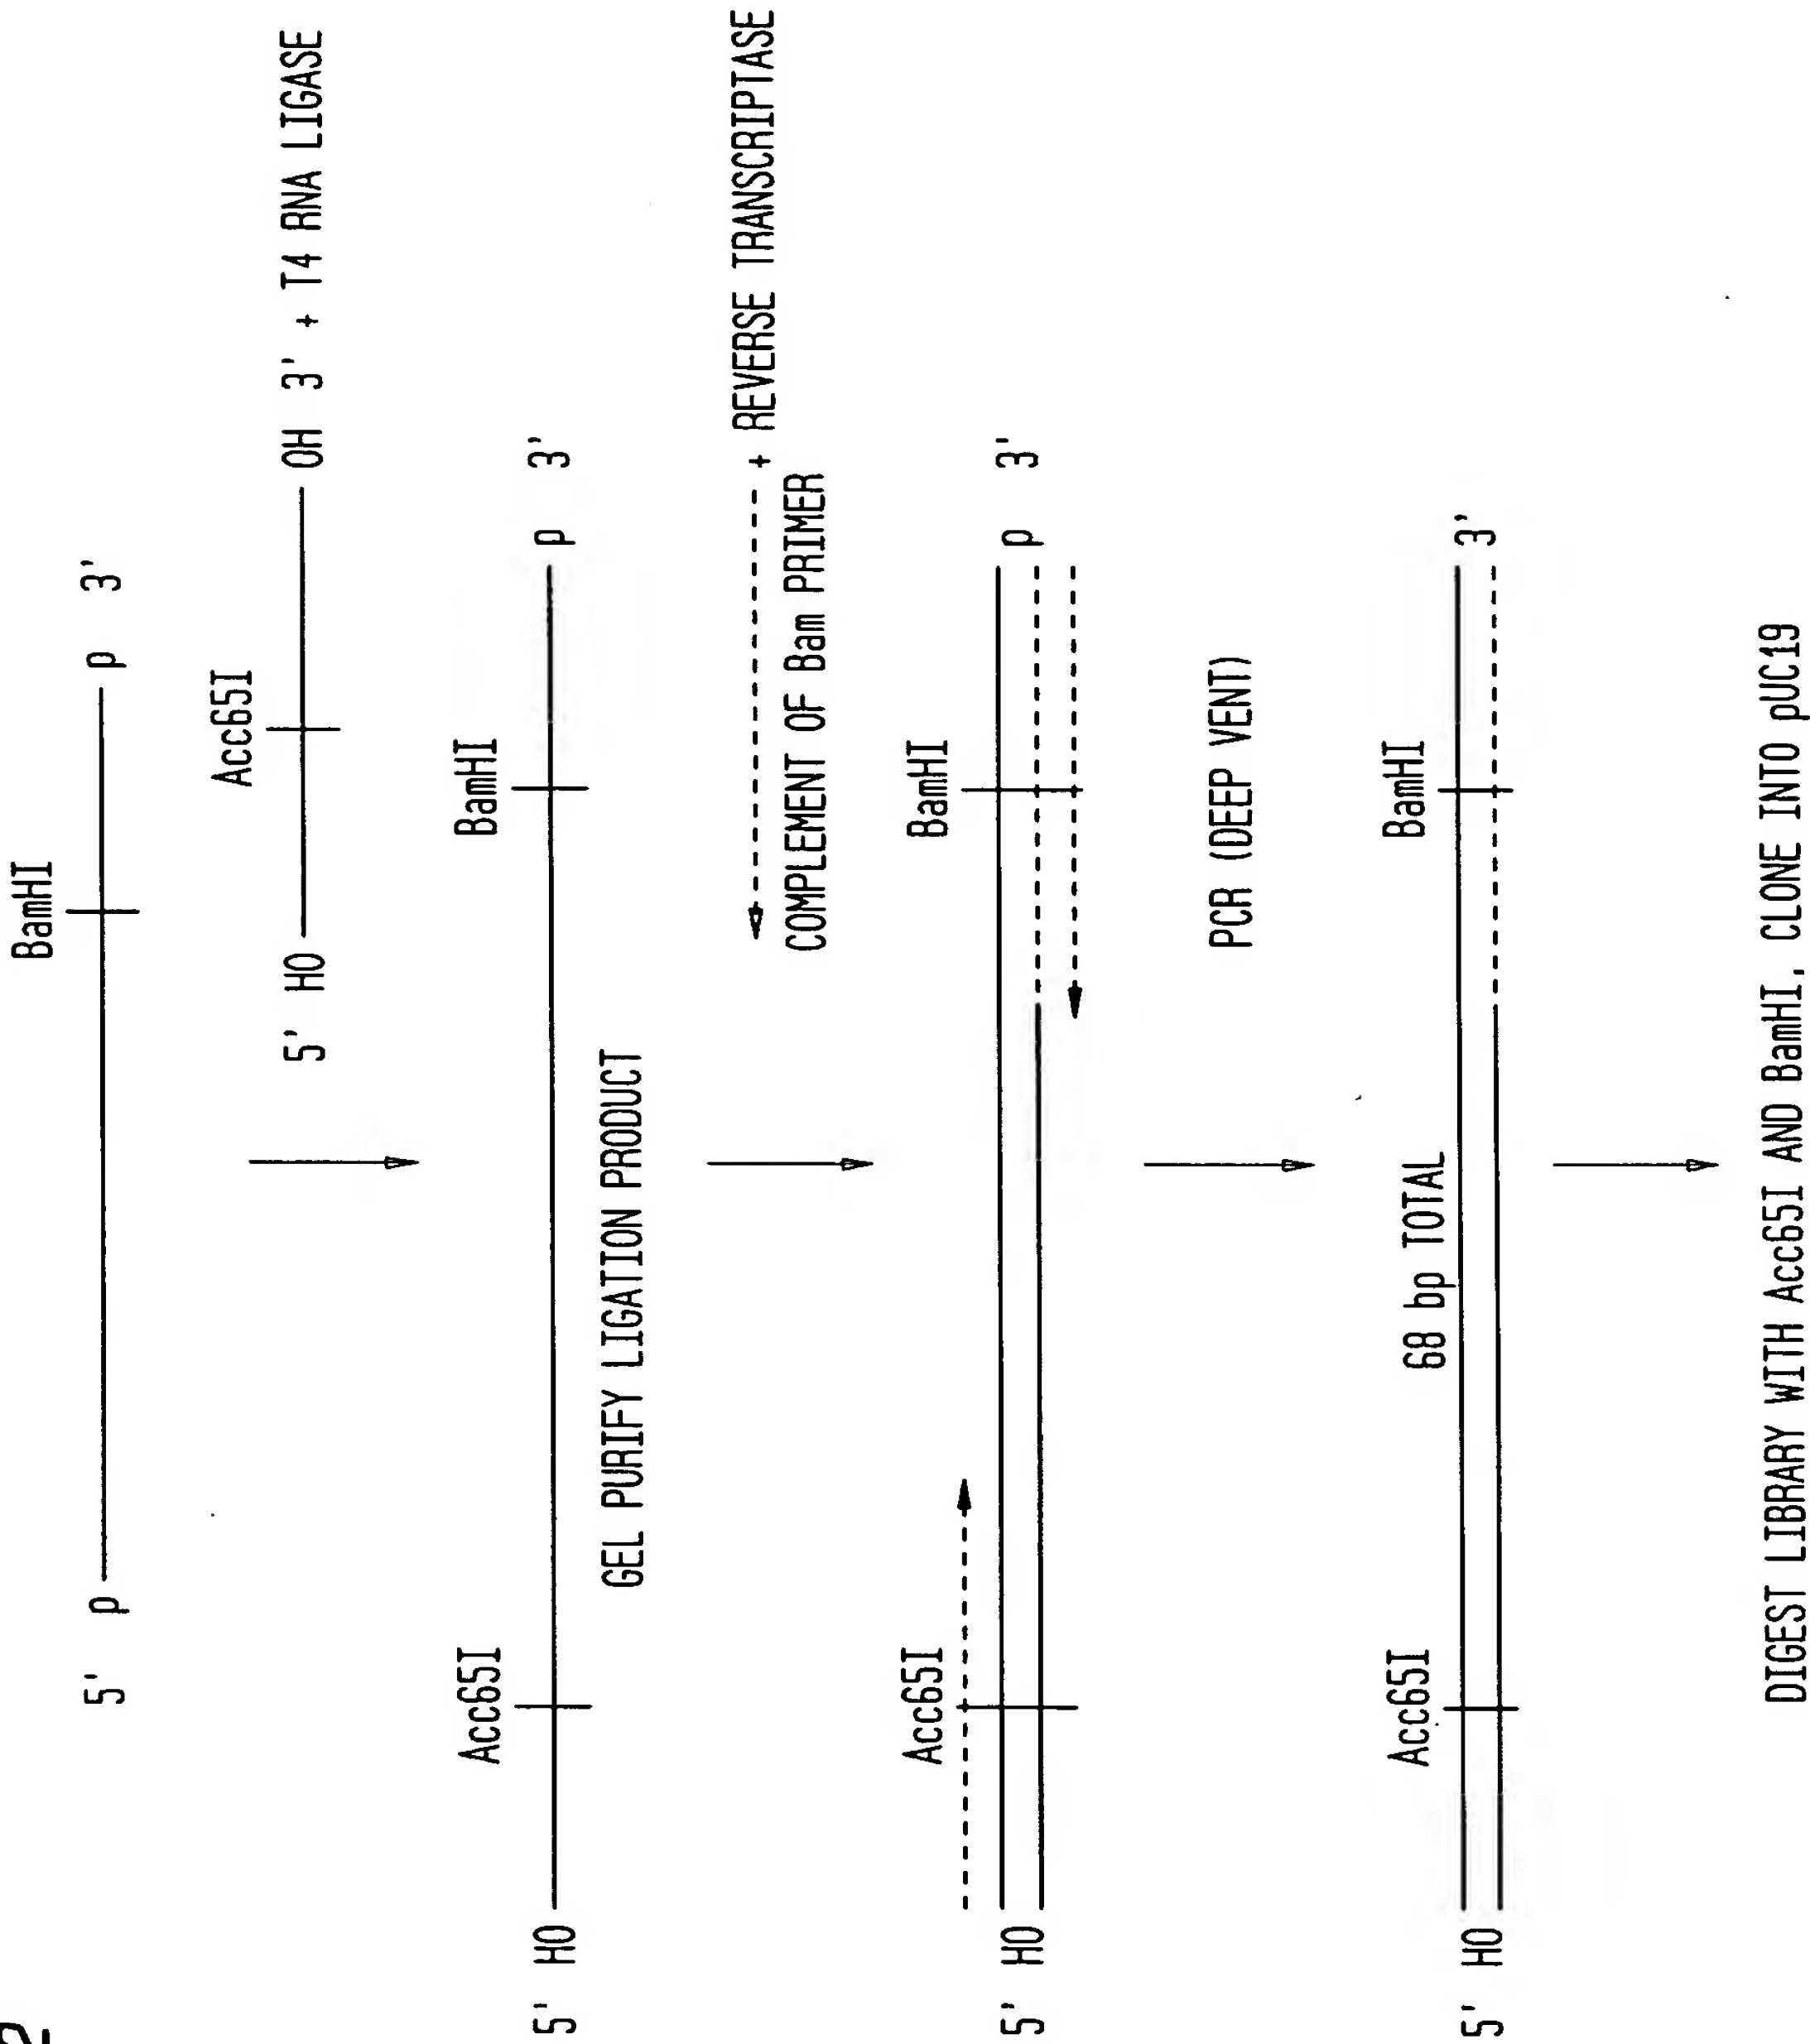 2
BamHI
5' p p 3'
Acc65I
5' HO OH 3' + T4 RNA LIGASE
Acc65I BamHI
5' HO p 3'
GEL PURIFY LIGATION PRODUCT
+ REVERSE TRANSCRIPTASE
COMPLEMENT OF Bam PRIMER
Acc65I BamHI
5' HO p 3'
PCR (DEEP VENT)
Acc65I 68 bp TOTAL BamHI
5' HO 3'
DIGEST LIBRARY WITH Acc65I AND BamHI, CLONE INTO pUC19